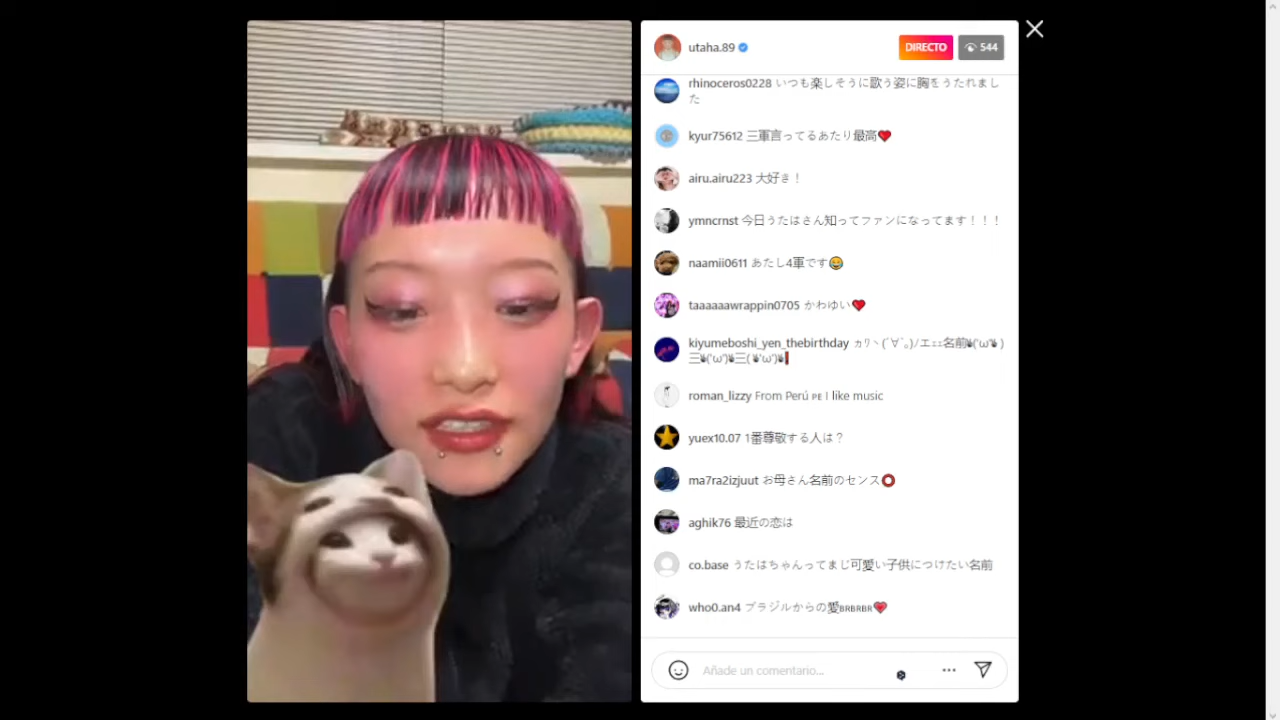 utaha.89
DIRECTO
544
rhinoceros0228 いつも楽しそうに歌う姿に胸をうたれまし
た
kyur75612 三軍言ってるあたり最高❤️
airu.airu223 大好き！
ymncrnst 今日うたはさん知ってファンになってます！！！
naamii0611 あたし4軍です😂
taaaaaawrappin0705 かわゆい❤️
kiyumeboshi_yen_thebirthday
roman_lizzy From Perú ᴘᴇ I like music
yuex10.07 1番尊敬する人は？
ma7ra2izjuut お母さん名前のセンス⭕
aghik76 最近の恋は
co.base うたはちゃんってまじ可愛い子供につけたい名前
who0.an4 ブラジルからの愛ʙʀʙʀʙʀ❤️
Añade un comentario...